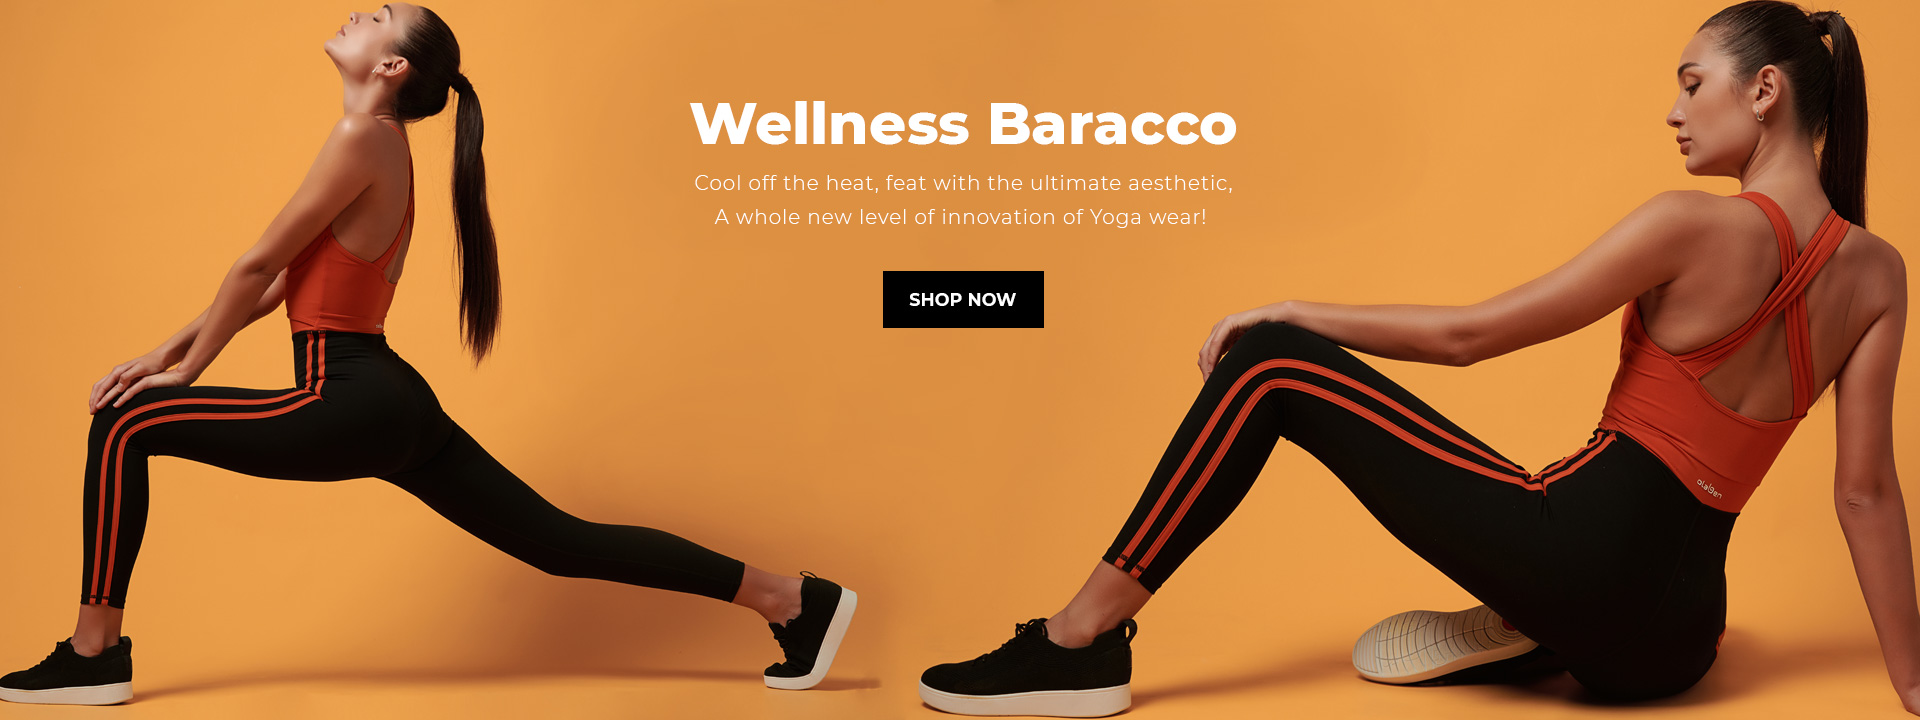 Wellness Baracco
Cool off the heat, feat with the ultimate aesthetic,
A whole new level of innovation of Yoga wear!
SHOP NOW